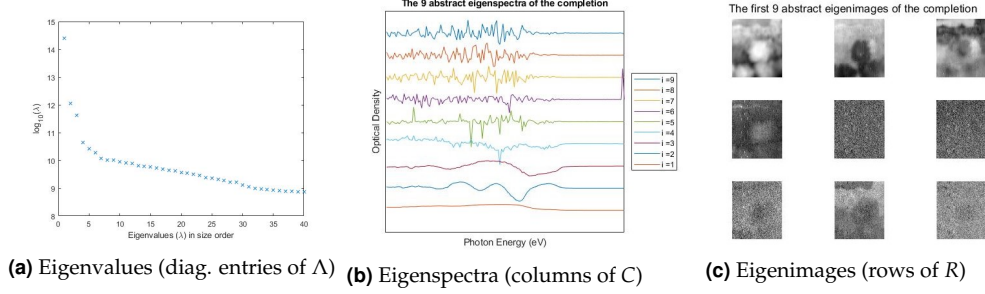 15
14
13
12
11
10
9
8
log10(λ)
0 5 10 15 20 25 30 35 40
Eigenvalues (λ) in size order
(a) Eigenvalues (diag. entries of Λ)
The 9 abstract eigenspectra of the completion
Optical Density
i =9
i =8
i =7
i =6
i =5
i =4
i =3
i =2
i =1
Photon Energy (eV)
(b) Eigenspectra (columns of C)
The first 9 abstract eigenimages of the completion
(c) Eigenimages (rows of R)